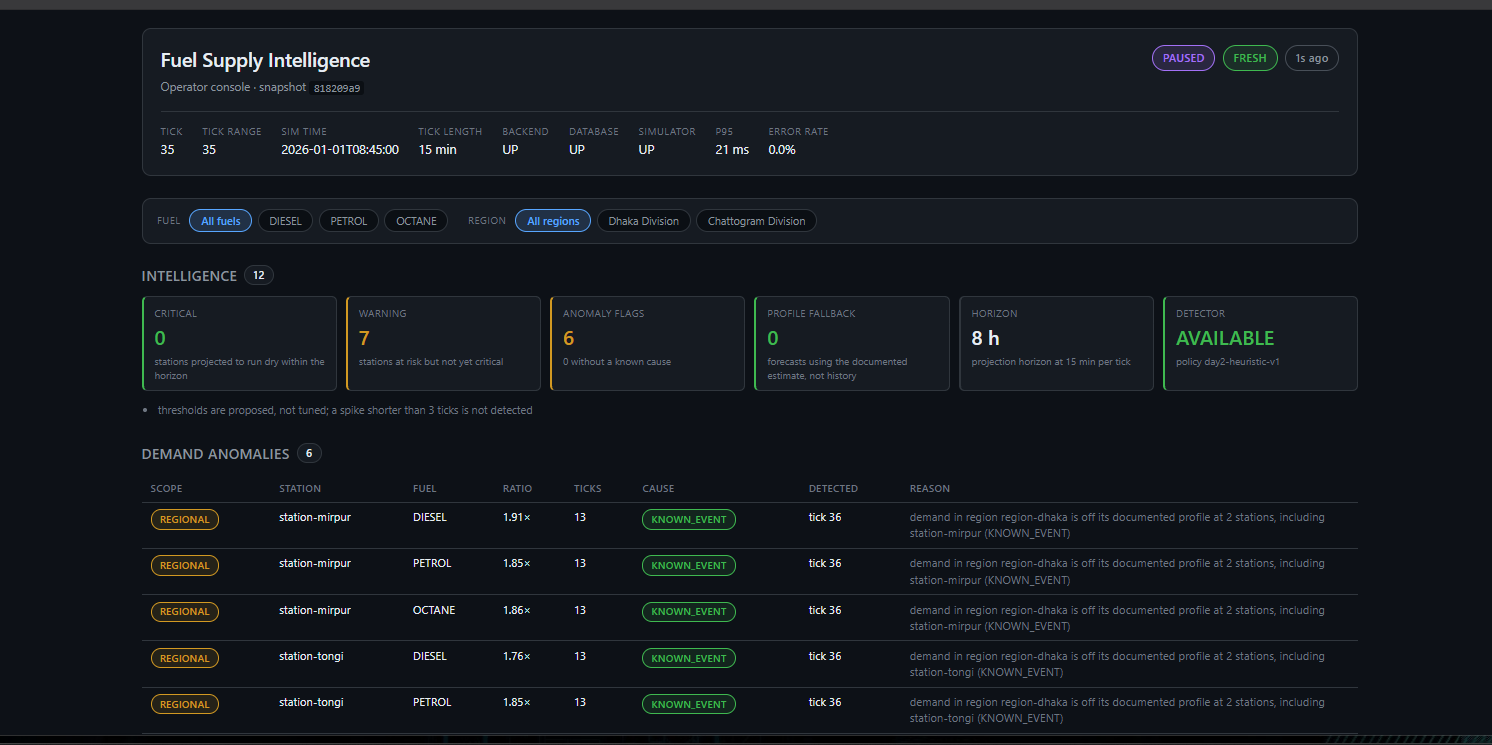 Fuel Supply Intelligence
PAUSED FRESH 1s ago
Operator console · snapshot 818209a9
TICK TICK RANGE SIM TIME TICK LENGTH BACKEND DATABASE SIMULATOR P95 ERROR RATE
35 35 2026-01-01T08:45:00 15 min UP UP UP 21 ms 0.0%
FUEL All fuels DIESEL PETROL OCTANE REGION All regions Dhaka Division Chattogram Division
INTELLIGENCE 12
CRITICAL
0
stations projected to run dry within the
horizon
WARNING
7
stations at risk but not yet critical
ANOMALY FLAGS
6
0 without a known cause
PROFILE FALLBACK
0
forecasts using the documented
estimate, not history
HORIZON
8 h
projection horizon at 15 min per tick
DETECTOR
AVAILABLE
policy day2-heuristic-v1
• thresholds are proposed, not tuned; a spike shorter than 3 ticks is not detected
DEMAND ANOMALIES 6
SCOPE STATION FUEL RATIO TICKS CAUSE DETECTED REASON
REGIONAL station-mirpur DIESEL 1.91× 13 KNOWN_EVENT tick 36 demand in region region-dhaka is off its documented profile at 2 stations, including
station-mirpur (KNOWN_EVENT)
REGIONAL station-mirpur PETROL 1.85× 13 KNOWN_EVENT tick 36 demand in region region-dhaka is off its documented profile at 2 stations, including
station-mirpur (KNOWN_EVENT)
REGIONAL station-mirpur OCTANE 1.86× 13 KNOWN_EVENT tick 36 demand in region region-dhaka is off its documented profile at 2 stations, including
station-mirpur (KNOWN_EVENT)
REGIONAL station-tongi DIESEL 1.76× 13 KNOWN_EVENT tick 36 demand in region region-dhaka is off its documented profile at 2 stations, including
station-tongi (KNOWN_EVENT)
REGIONAL station-tongi PETROL 1.85× 13 KNOWN_EVENT tick 36 demand in region region-dhaka is off its documented profile at 2 stations, including
station-tongi (KNOWN_EVENT)